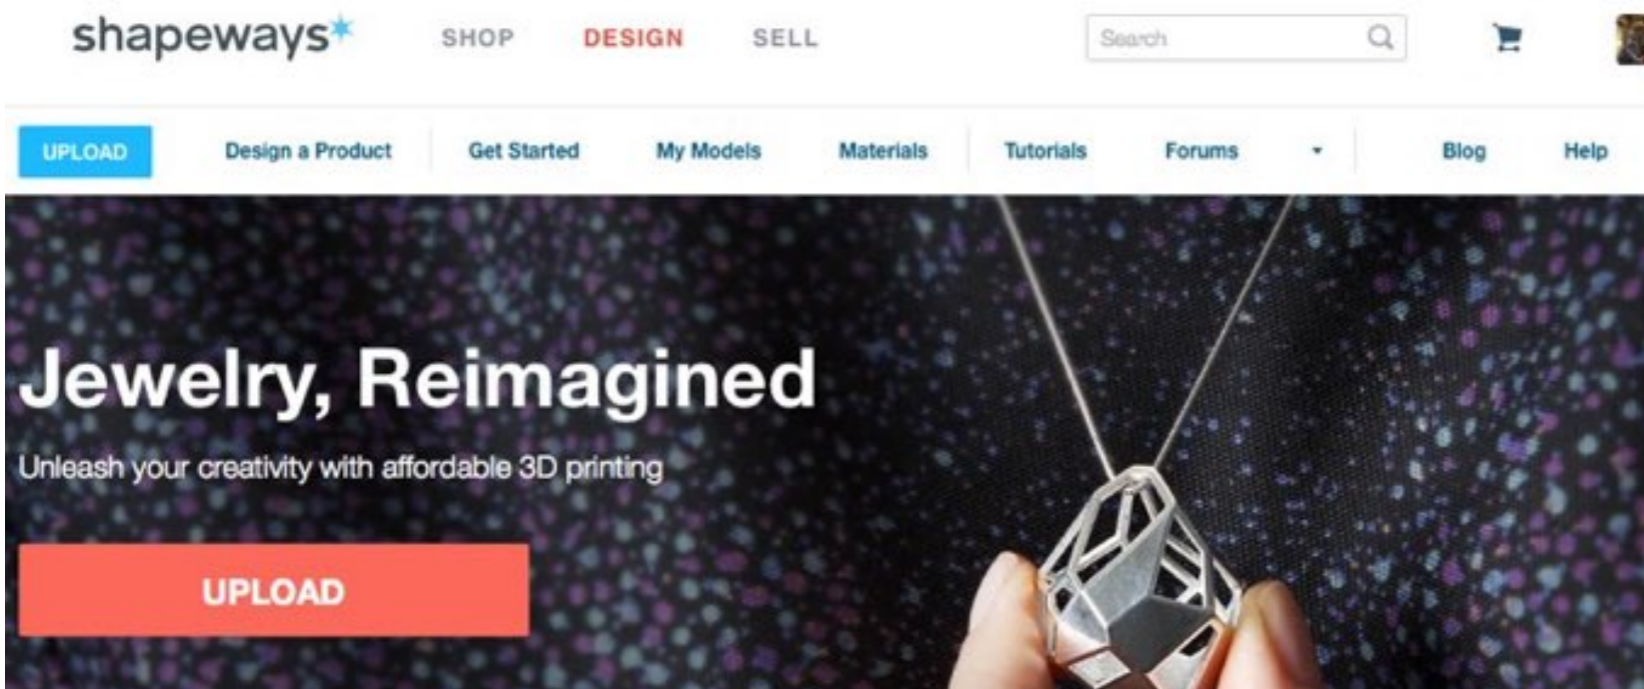 shapeways SHOP DESIGN SELL Search
UPLOAD Design a Product Get Started My Models Materials Tutorials Forums Blog Help
Jewelry, Reimagined
Unleash your creativity with affordable 3D printing
UPLOAD